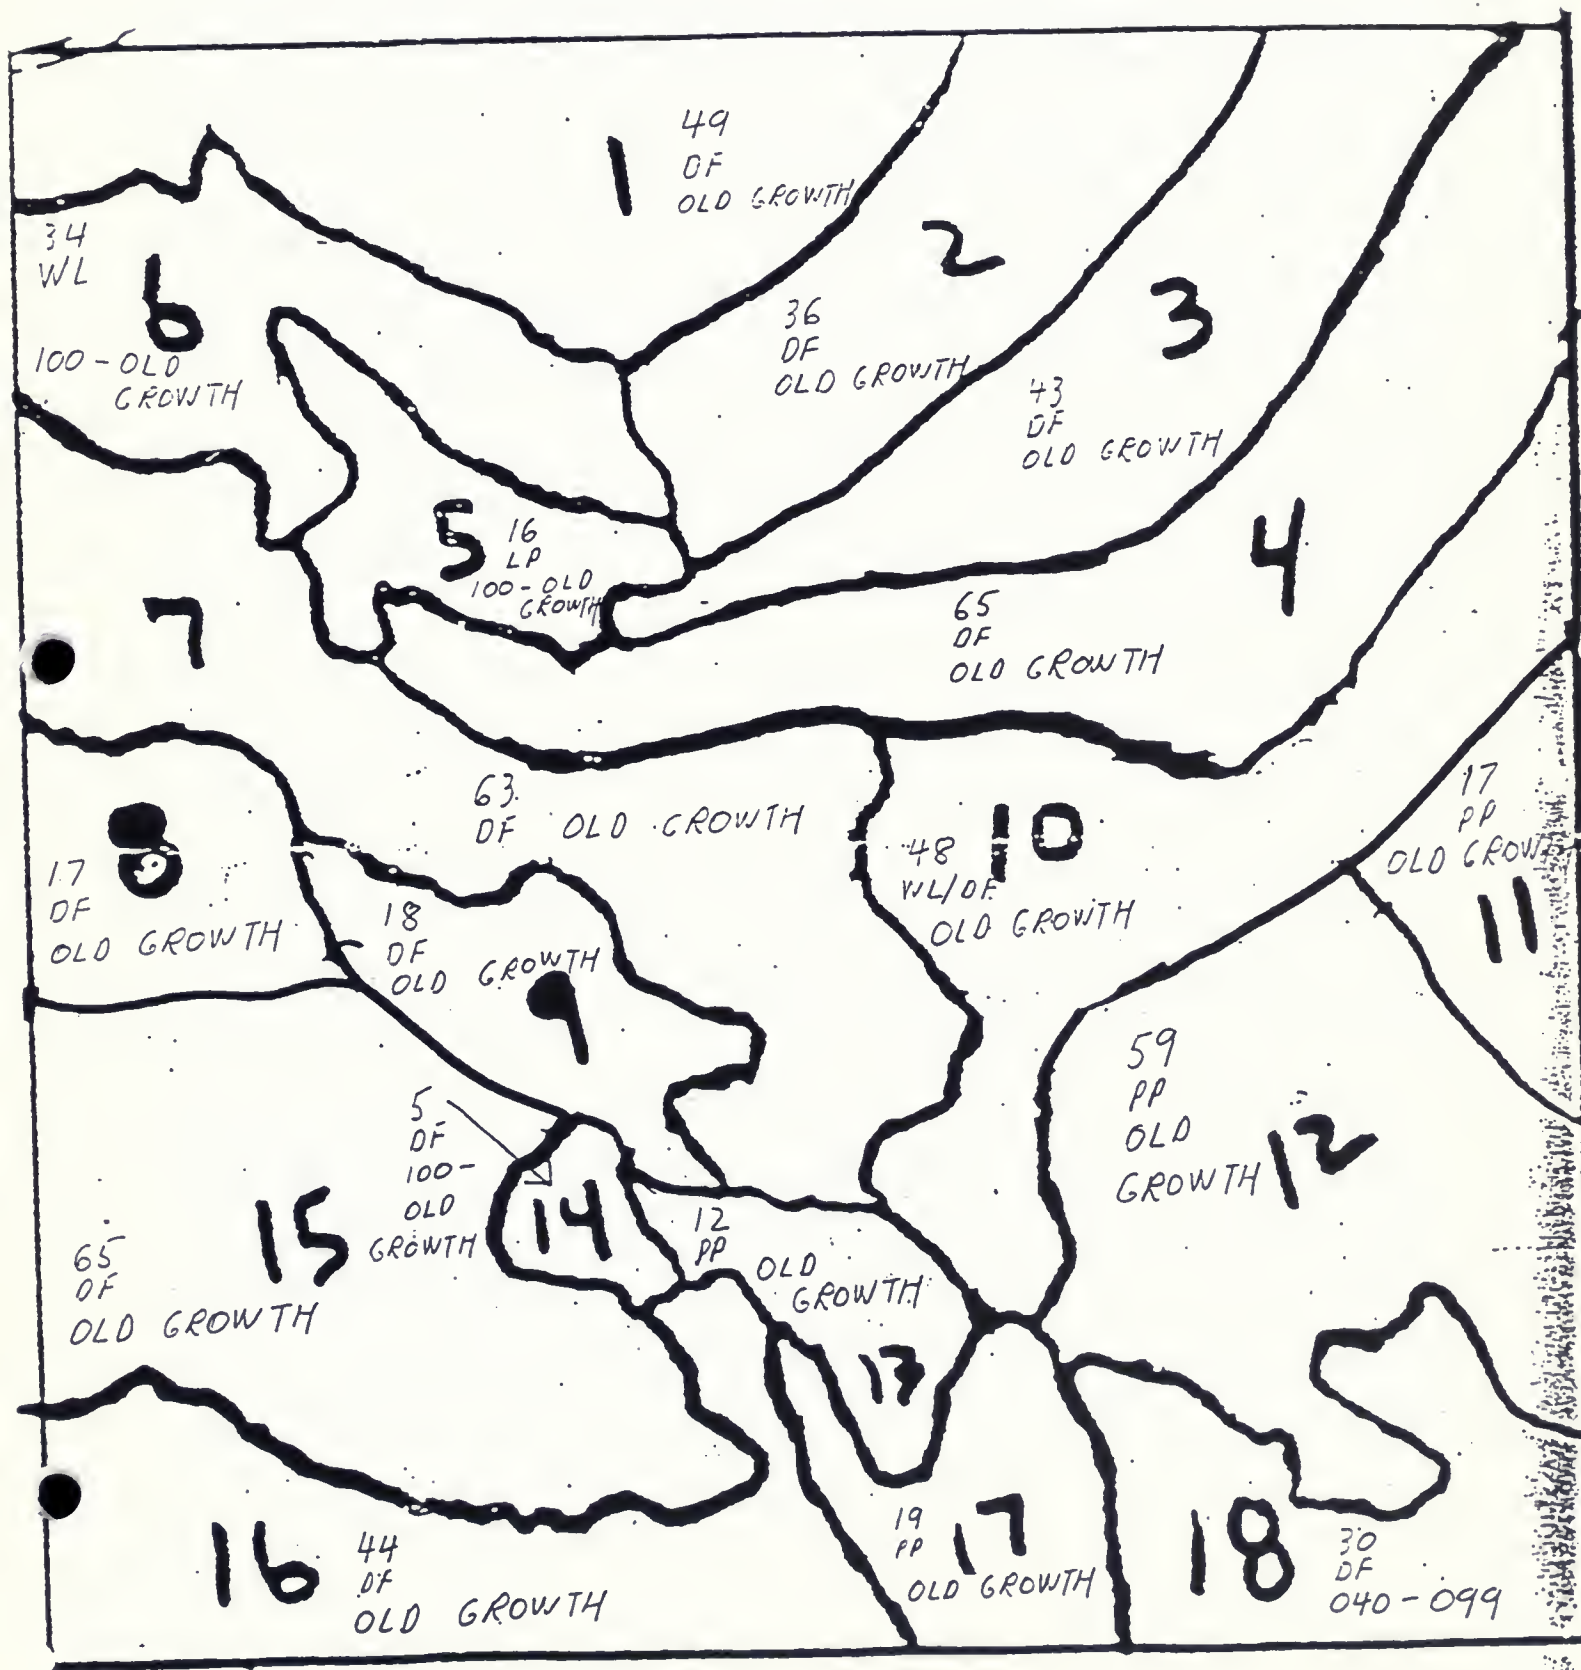 1
49
DF
OLD GROWTH
2
36
DF
OLD GROWTH
3
43
DF
OLD GROWTH
34
WL
6
100-OLD
GROWTH
5
16
LP
100-OLD
GROWTH
4
65
DF
OLD GROWTH
7
63
DF OLD GROWTH
8
17
DF
OLD GROWTH
18
DF
OLD GROWTH
9
10
48
WL/DF
OLD GROWTH
17
PP
OLD GROWTH
11
59
PP
OLD
GROWTH
12
5
DF
100-
OLD
GROWTH
14
15
65
DF
OLD GROWTH
12
PP
OLD
GROWTH
13
16
44
DF
OLD GROWTH
19
PP
17
OLD GROWTH
18
30
DF
040-099